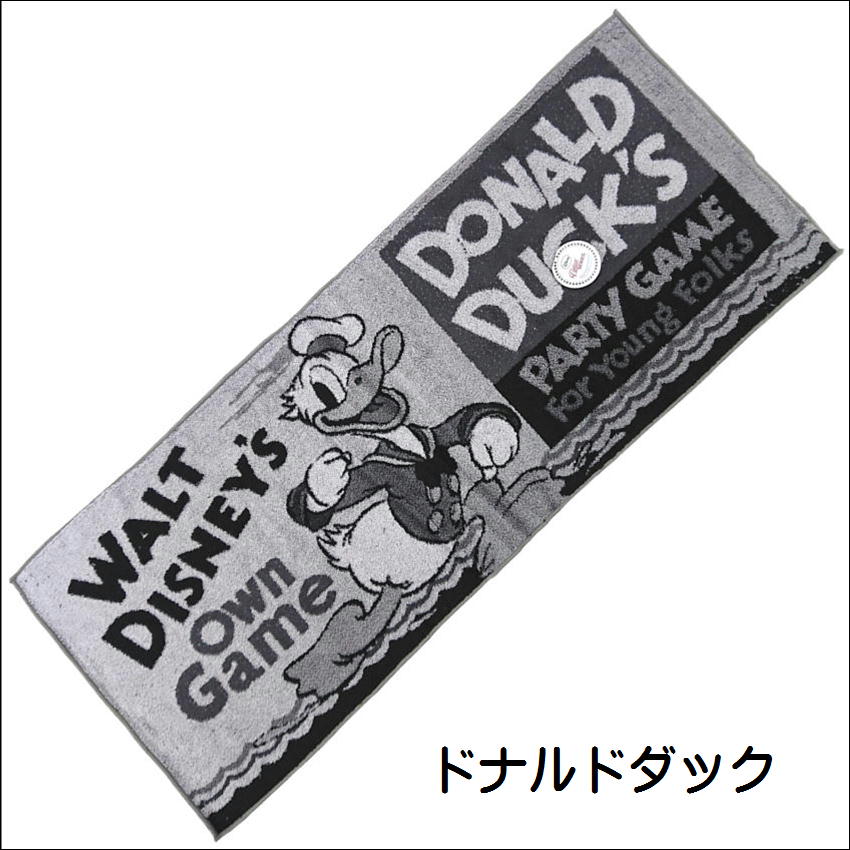 DONALD
DUCK'S
PARTY GAME
For Young Folks
WALT
DISNEY'S
Own
Game
ドナルドダック